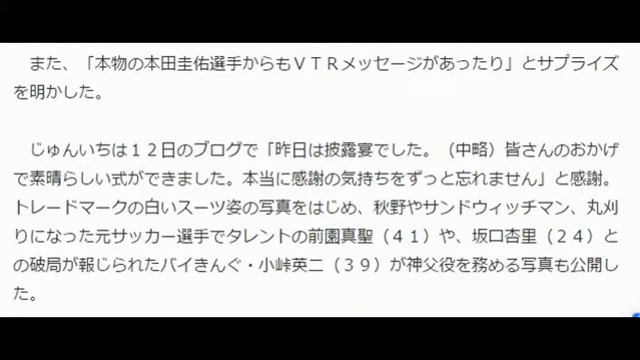 また、「本物の本田圭佑選手からもＶＴＲメッセージがあったり」とサプライズ
を明かした。
じゅんいちは１２日のブログで「昨日は披露宴でした。（中略）皆さんのおかげ
で素晴らしい式ができました。本当に感謝の気持ちをずっと忘れません」と感謝。
トレードマークの白いスーツ姿の写真をはじめ、秋野やサンドウィッチマン、丸刈
りになった元サッカー選手でタレントの前園真聖（４１）や、坂口杏里（２４）と
の破局が報じられたバイきんぐ・小峠英二（３９）が神父役を務める写真も公開し
た。